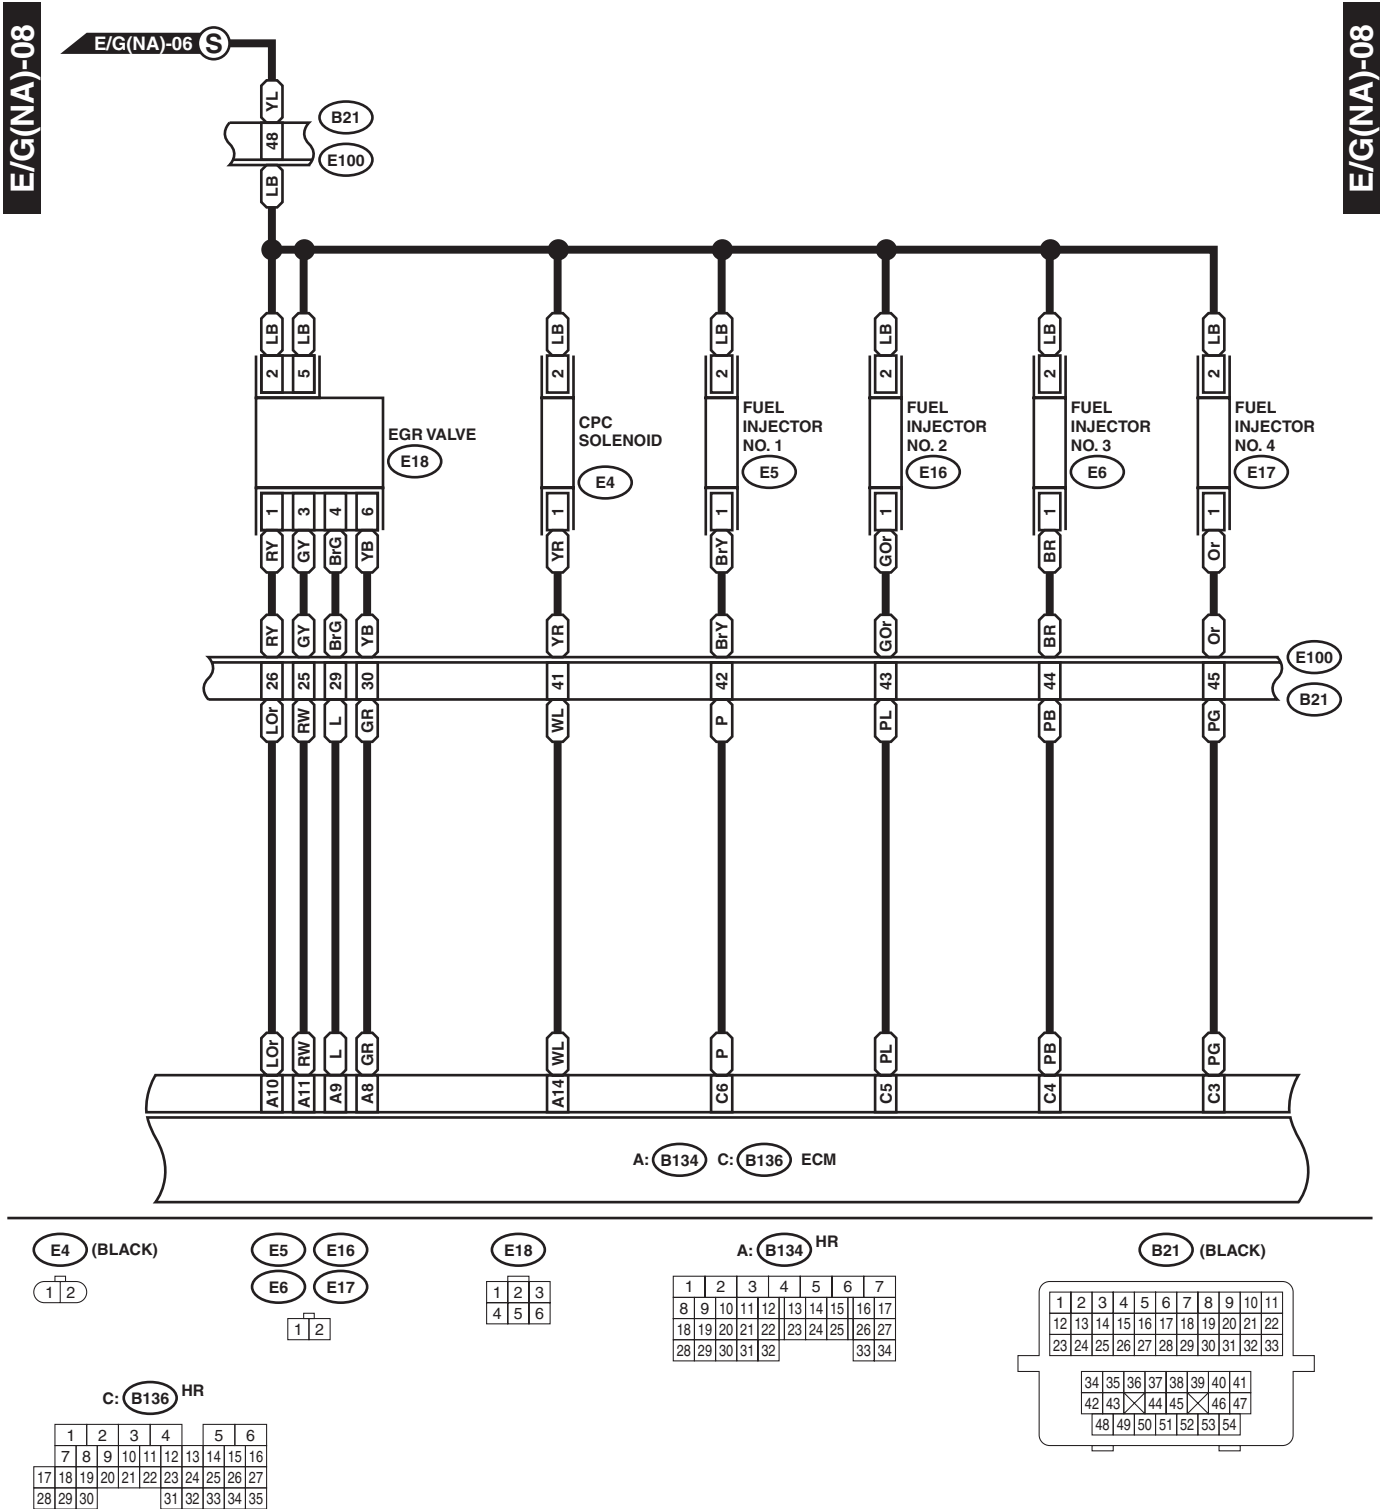 E/G(NA)-08
E/G(NA)-08
E/G(NA)-06 S
YL
B21
48
E100
LB
LB LB LB LB LB LB LB
2 5 2 2 2 2 2
EGR VALVE
E18
CPC
SOLENOID
E4
FUEL
INJECTOR
NO. 1
E5
FUEL
INJECTOR
NO. 2
E16
FUEL
INJECTOR
NO. 3
E6
FUEL
INJECTOR
NO. 4
E17
1 3 4 6 1 1 1 1 1
RY GY BrG YB YR BrY GOr BR Or
RY GY BrG YB YR BrY GOr BR Or
E100
26 25 29 30 41 42 43 44 45
B21
LOr RW L GR WL P PL PB PG
LOr RW L GR WL P PL PB PG
A10 A11 A9 A8 A14 C6 C5 C4 C3
A: B134 C: B136 ECM
E4 (BLACK)
1 2
E5 E16
E6 E17
1 2
E18
1 2 3
4 5 6
A: B134 HR
1 2 3 4 5 6 7
8 9 10 11 12 13 14 15 16 17
18 19 20 21 22 23 24 25 26 27
28 29 30 31 32 33 34
B21 (BLACK)
1 2 3 4 5 6 7 8 9 10 11
12 13 14 15 16 17 18 19 20 21 22
23 24 25 26 27 28 29 30 31 32 33
34 35 36 37 38 39 40 41
42 43 44 45 46 47
48 49 50 51 52 53 54
C: B136 HR
1 2 3 4 5 6
7 8 9 10 11 12 13 14 15 16
17 18 19 20 21 22 23 24 25 26 27
28 29 30 31 32 33 34 35